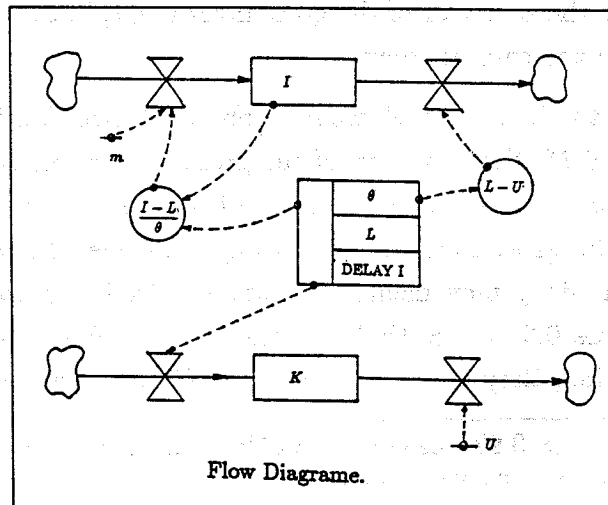 I
m
I - L
θ
θ
L - U
L
DELAY I
K
U
Flow Diagrame.